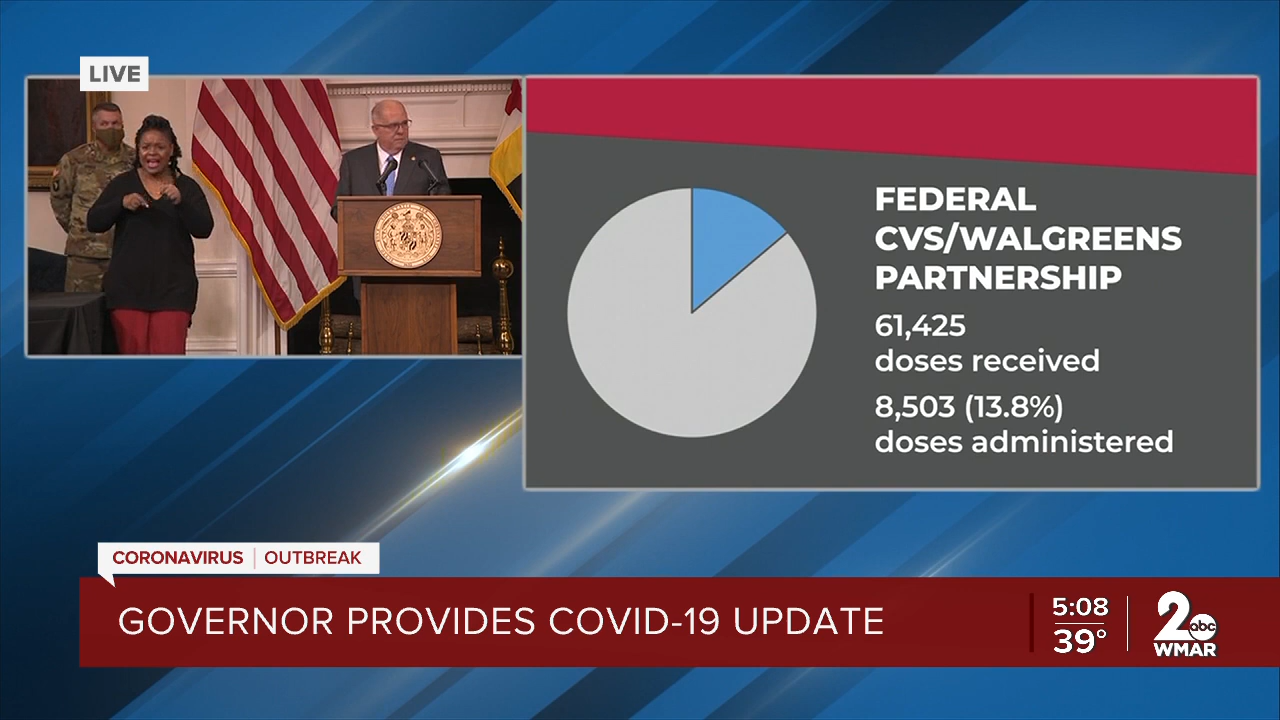 LIVE
FEDERAL
CVS/WALGREENS
PARTNERSHIP
61,425
doses received
8,503 (13.8%)
doses administered
CORONAVIRUS | OUTBREAK
GOVERNOR PROVIDES COVID-19 UPDATE
5:08
39°
2
abc
WMAR